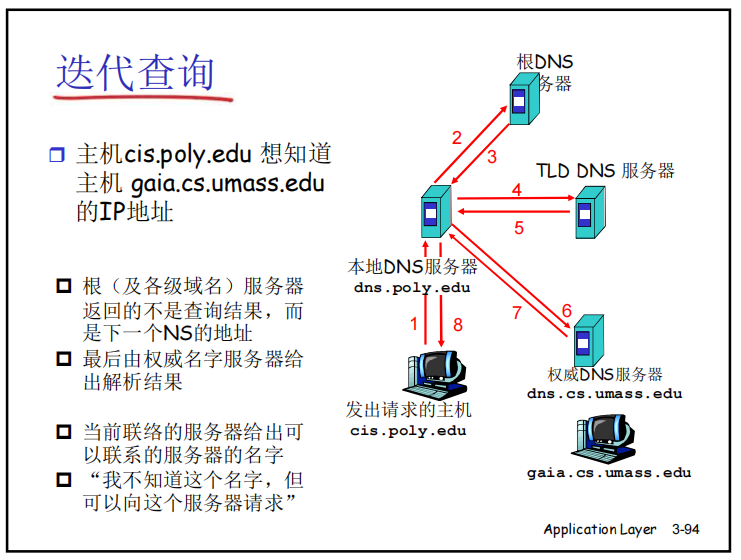 迭代查询
主机cis.poly.edu 想知道
主机 gaia.cs.umass.edu
的IP地址
根（及各级域名）服务器
返回的不是查询结果，而
是下一个NS的地址
最后由权威名字服务器给
出解析结果
当前联络的服务器给出可
以联系的服务器的名字
“我不知道这个名字，但
可以向这个服务器请求”
根DNS
务器
2
3
TLD DNS 服务器
4
5
本地DNS服务器
dns.poly.edu
1
8
7
6
发出请求的主机
cis.poly.edu
权威DNS服务器
dns.cs.umass.edu
gaia.cs.umass.edu
Application Layer 3-94